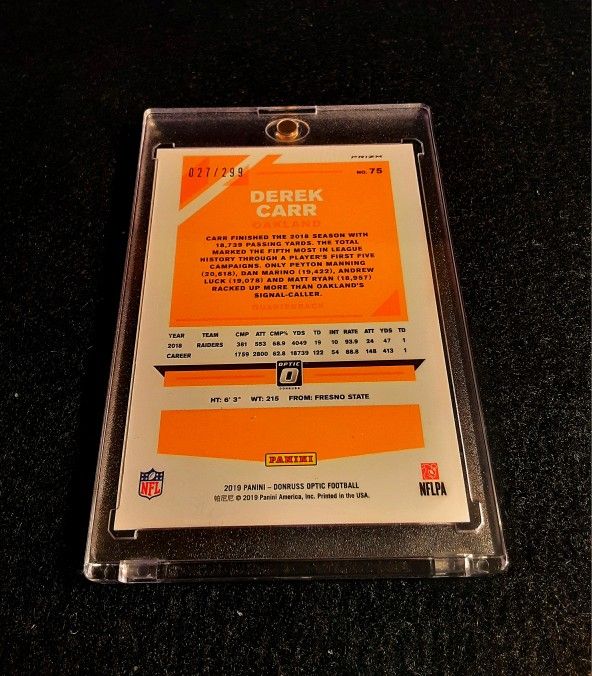 PRIZM
027/299
NO. 75
DEREK
CARR
OAKLAND
CARR FINISHED THE 2018 SEASON WITH
18,739 PASSING YARDS. THE TOTAL
MARKED THE FIFTH MOST IN LEAGUE
HISTORY THROUGH A PLAYER'S FIRST FIVE
CAMPAIGNS. ONLY PEYTON MANNING
(20,618), DAN MARINO (19,422), ANDREW
LUCK (19,078) AND MATT RYAN (18,957)
RACKED UP MORE THAN OAKLAND'S
SIGNAL-CALLER.
QUARTERBACK
YEAR TEAM CMP ATT CMP% YDS TD INT RATE ATT YDS TD
2018 RAIDERS 381 553 68.9 4049 19 10 93.9 24 47 1
CAREER 1759 2800 62.8 18739 122 54 88.8 148 413 1
OPTIC
O
DONRUSS
HT: 6' 3" WT: 215 FROM: FRESNO STATE
PANINI
2019 PANINI – DONRUSS OPTIC FOOTBALL
帕尼尼 © 2019 Panini America, Inc. Printed in the USA.
NFL
NFLPA